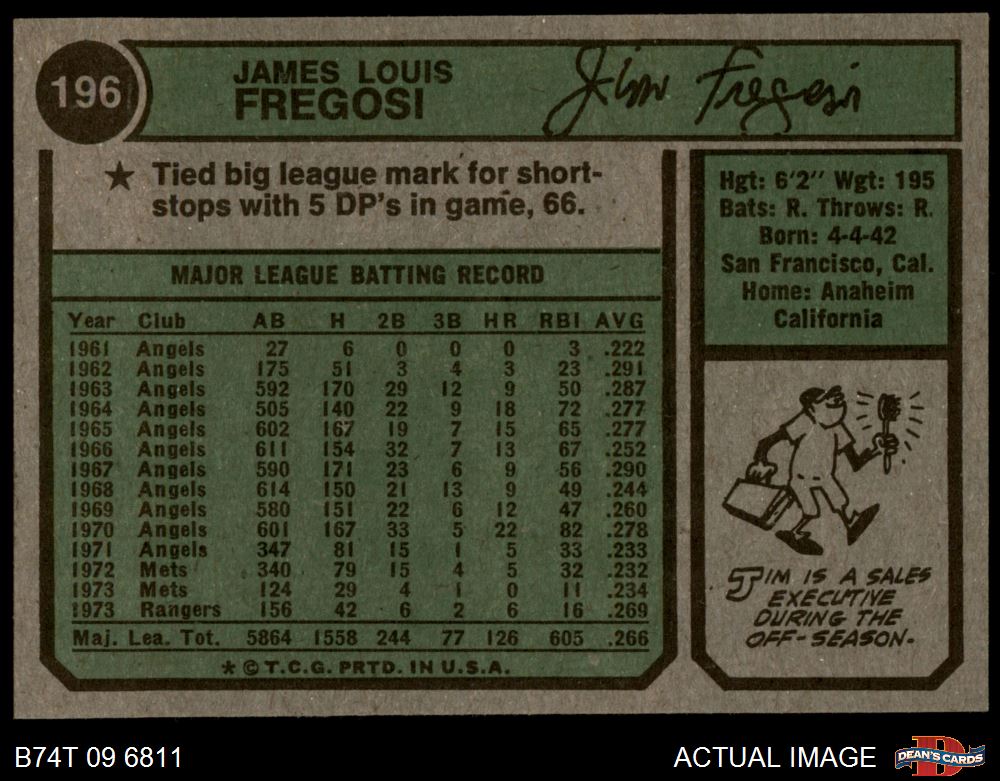 196
JAMES LOUIS
FREGOSI
Jim Fregosi
★ Tied big league mark for short-
stops with 5 DP's in game, 66.
MAJOR LEAGUE BATTING RECORD
Year Club AB H 2B 3B HR RBI AVG
1961 Angels 27 6 0 0 0 3 .222
1962 Angels 175 51 3 4 3 23 .291
1963 Angels 592 170 29 12 9 50 .287
1964 Angels 505 140 22 9 18 72 .277
1965 Angels 602 167 19 7 15 65 .277
1966 Angels 611 154 32 7 13 67 .252
1967 Angels 590 171 23 6 9 56 .290
1968 Angels 614 150 21 13 9 49 .244
1969 Angels 580 151 22 6 12 47 .260
1970 Angels 601 167 33 5 22 82 .278
1971 Angels 347 81 15 1 5 33 .233
1972 Mets 340 79 15 4 5 32 .232
1973 Mets 124 29 4 1 0 11 .234
1973 Rangers 156 42 6 2 6 16 .269
Maj. Lea. Tot. 5864 1558 244 77 126 605 .266
* © T.C.G. PRTD. IN U.S.A.
Hgt: 6'2" Wgt: 195
Bats: R. Throws: R.
Born: 4-4-42
San Francisco, Cal.
Home: Anaheim
California
JIM IS A SALES
EXECUTIVE
DURING THE
OFF-SEASON.
B74T 09 6811
ACTUAL IMAGE
D
DEAN'S CARDS